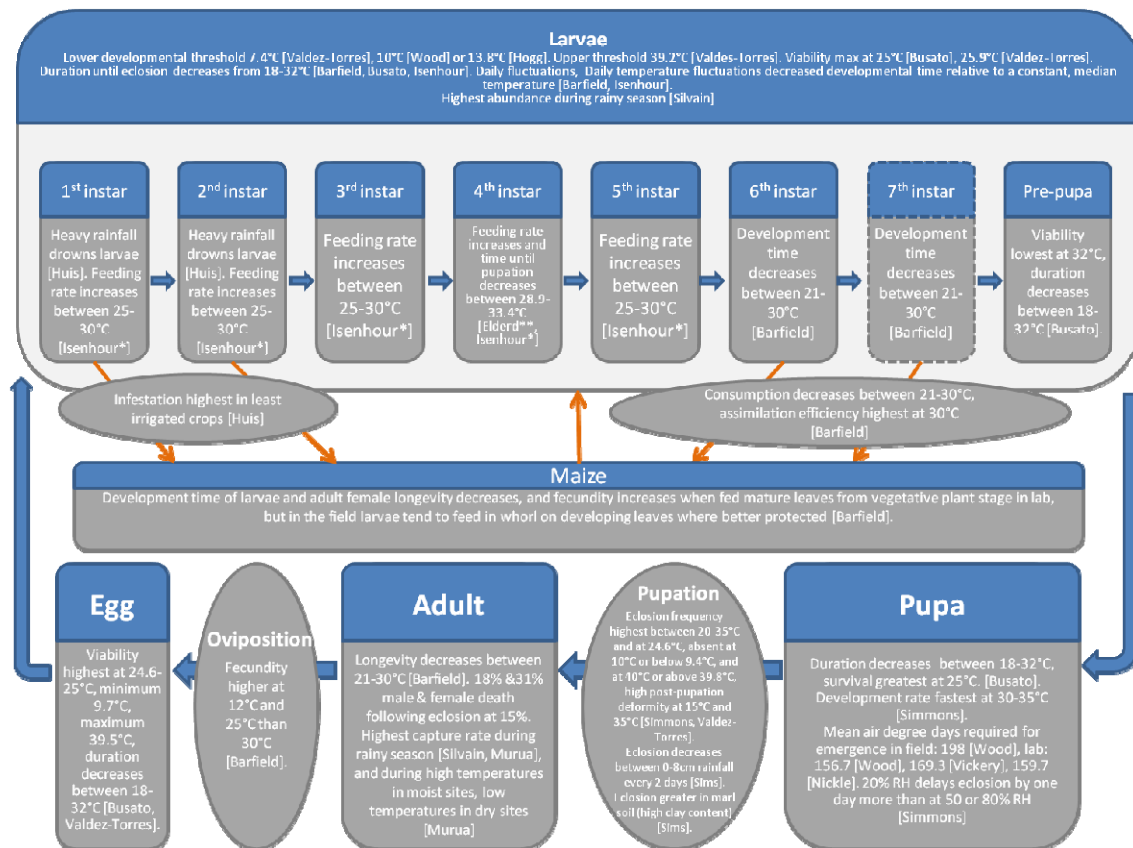 Larvae
Lower developmental threshold 7.4°C [Valdez-Torres], 10°C [Wood] or 13.8°C [Hogg]. Upper threshold 39.2°C [Valdes-Torres]. Viability max at 25°C [Busato], 25.9°C [Valdez-Torres].
Duration until eclosion decreases from 18-32°C [Barfield, Busato, Isenhour]. Daily fluctuations, Daily temperature fluctuations decreased developmental time relative to a constant, median
temperature [Barfield, Isenhour].
Highest abundance during rainy season [Silvain]
1st instar
Heavy rainfall
drowns larvae
[Huis]. Feeding
rate increases
between 25-
30°C
[Isenhour*]
2nd instar
Heavy rainfall
drowns larvae
[Huis]. Feeding
rate increases
between 25-
30°C
[Isenhour*]
3rd instar
Feeding rate
increases
between
25-30°C
[Isenhour*]
4th instar
Feeding rate
increases and
time until
pupation
decreases
between 28.9-
33.4°C
[Elderd**,
Isenhour*]
5th instar
Feeding rate
increases
between
25-30°C
[Isenhour*]
6th instar
Development
time
decreases
between 21-
30°C
[Barfield]
7th instar
Development
time
decreases
between 21-
30°C
[Barfield]
Pre-pupa
Viability
lowest at 32°C,
duration
decreases
between 18-
32°C [Busato]
Infestation highest in least
irrigated crops [Huis]
Consumption decreases between 21-30°C,
assimilation efficiency highest at 30°C
[Barfield]
Maize
Development time of larvae and adult female longevity decreases, and fecundity increases when fed mature leaves from vegetative plant stage in lab,
but in the field larvae tend to feed in whorl on developing leaves where better protected [Barfield].
Egg
Viability
highest at 24.6-
25°C, minimum
9.7°C,
maximum
39.5°C,
duration
decreases
between 18-
32°C [Busato,
Valdez-Torres].
Oviposition
Fecundity
higher at
12°C and
25°C than
30°C
[Barfield].
Adult
Longevity decreases between
21-30°C [Barfield]. 18% &31%
male & female death
following eclosion at 15%.
Highest capture rate during
rainy season [Silvain, Murua],
and during high temperatures
in moist sites, low
temperatures in dry sites
[Murua]
Pupation
Eclosion frequency
highest between 20-35°C
and at 24.6°C, absent at
10°C or below 9.4°C, and
at 40°C or above 39.8°C,
high post-pupation
deformity at 15°C and
35°C [Simmons, Valdez-
Torres].
Eclosion decreases
between 0-8cm rainfall
every 2 days [Sims].
Eclosion greater in marl
soil (high clay content)
[Sims].
Pupa
Duration decreases between 18-32°C,
survival greatest at 25°C. [Busato].
Development rate fastest at 30-35°C
[Simmons].
Mean air degree days required for
emergence in field: 198 [Wood], lab:
156.7 [Wood], 169.3 [Vickery], 159.7
[Nickle]. 20% RH delays eclosion by one
day more than at 50 or 80% RH
[Simmons]